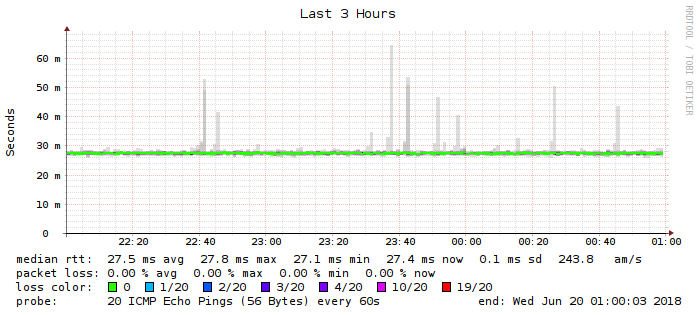 Last 3 Hours
RRDTOOL / TOBI OETIKER
Seconds
60 m
50 m
40 m
30 m
20 m
10 m
0
22:20 22:40 23:00 23:20 23:40 00:00 00:20 00:40 01:00
median rtt: 27.5 ms avg 27.8 ms max 27.1 ms min 27.4 ms now 0.1 ms sd 243.8 am/s
packet loss: 0.00 % avg 0.00 % max 0.00 % min 0.00 % now
loss color: 0 1/20 2/20 3/20 4/20 10/20 19/20
probe: 20 ICMP Echo Pings (56 Bytes) every 60s end: Wed Jun 20 01:00:03 2018